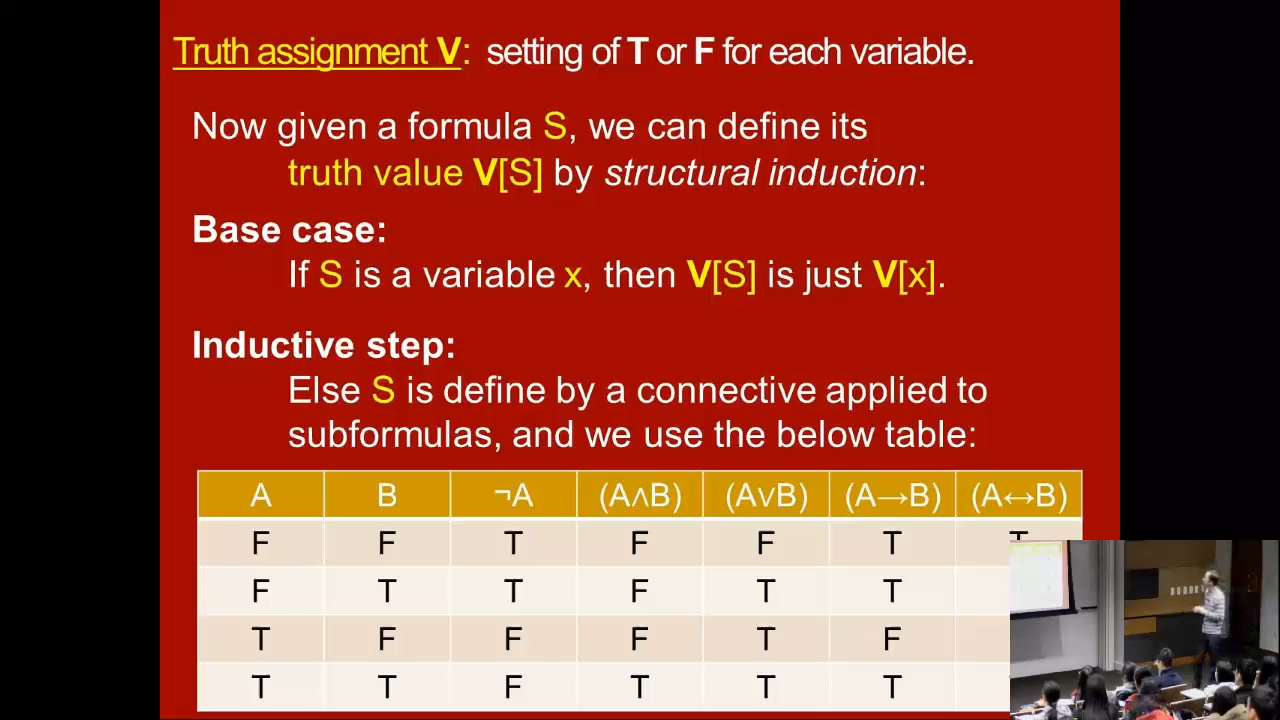 Truth assignment V: setting of T or F for each variable.
Now given a formula S, we can define its
truth value V[S] by structural induction:
Base case:
If S is a variable x, then V[S] is just V[x].
Inductive step:
Else S is define by a connective applied to
subformulas, and we use the below table:
A B ¬A (A∧B) (A∨B) (A→B) (A↔B)
F F T F F T T
F T T F T T
T F F F T F
T T F T T T